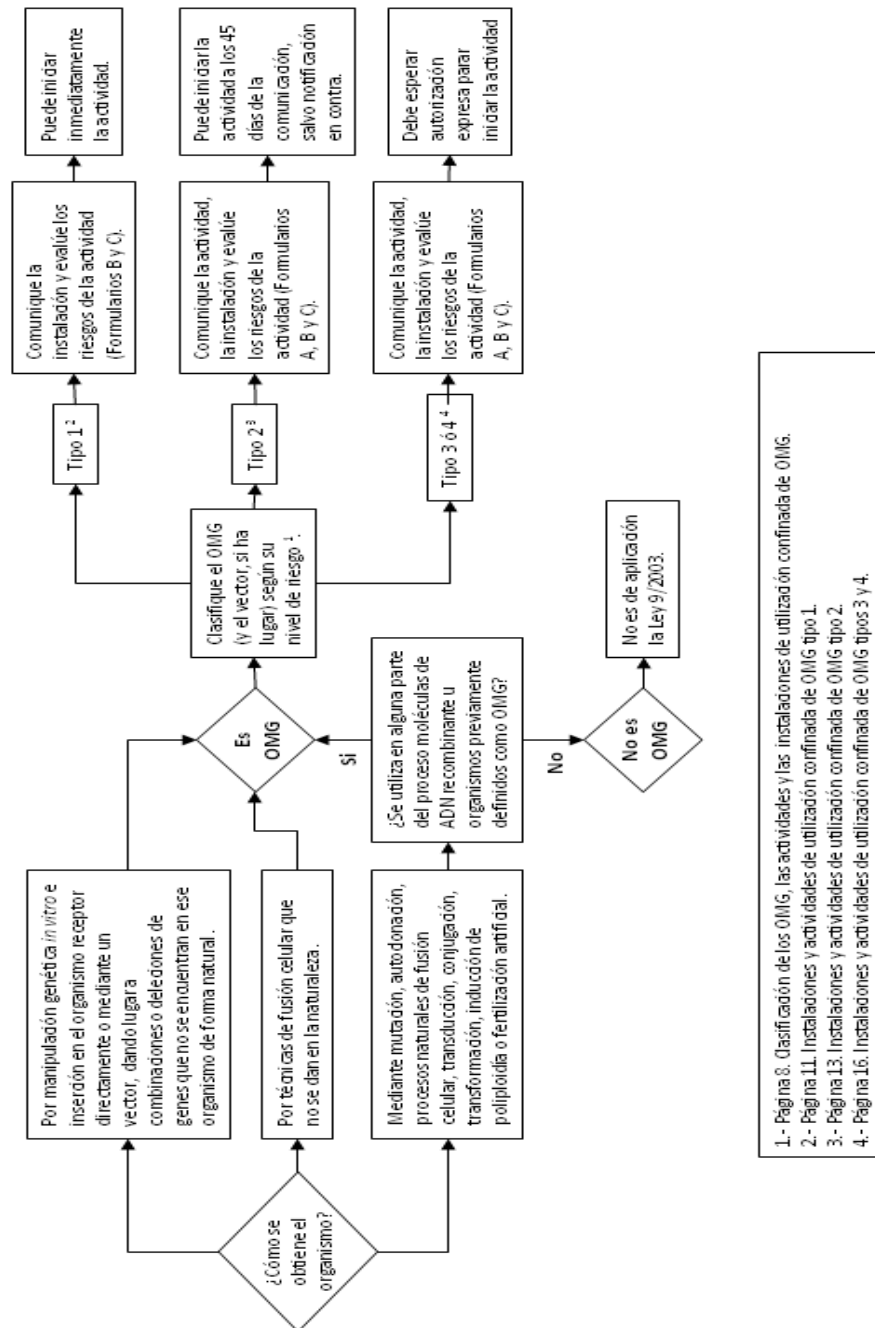 ¿Cómo se
obtiene el
organismo?
Por manipulación genética in vitro e
inserción en el organismo receptor
directamente o mediante un
vector, dando lugar a
combinaciones o deleciones de
genes que no se encuentran en ese
organismo de forma natural.
Por técnicas de fusión celular que
no se dan en la naturaleza.
Mediante mutación, autoclonación,
procesos naturales de fusión
celular, transducción, conjugación,
transformación, inducción de
poliploidía o fertilización artificial.
Es
OMG
Si
¿Se utiliza en alguna parte
del proceso moléculas de
ADN recombinante u
organismos previamente
definidos como OMG?
No
No es
OMG
No es de aplicación
la Ley 9/2003.
Clasifique el OMG
(y el vector, si ha
lugar) según su
nivel de riesgo ¹.
Tipo 1 ²
Comunique la
instalación y evalúe los
riesgos de la actividad
(Formularios B y C).
Puede iniciar
inmediatamente
la actividad.
Tipo 2 ³
Comunique la actividad,
la instalación y evalúe
los riesgos de la
actividad (Formularios
A, B y C).
Puede iniciar la
actividad a los 45
días de la
comunicación,
salvo notificación
en contra.
Tipo 3 ó 4 ⁴
Comunique la actividad,
la instalación y evalúe
los riesgos de la
actividad (Formularios
A, B y C).
Debe esperar
autorización
expresa parar
iniciar la actividad
1.- Página 8. Clasificación de los OMG, las actividades y las instalaciones de utilización confinada de OMG.
2.- Página 11. Instalaciones y actividades de utilización confinada de OMG tipo 1.
3.- Página 13. Instalaciones y actividades de utilización confinada de OMG tipo 2.
4.- Página 16. Instalaciones y actividades de utilización confinada de OMG tipos 3 y 4.